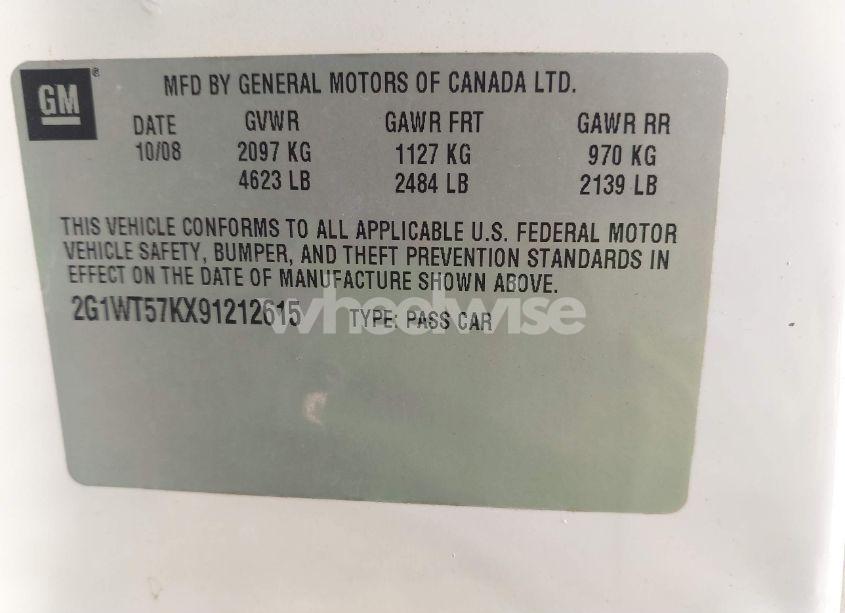 GM®
MFD BY GENERAL MOTORS OF CANADA LTD.
DATE GVWR GAWR FRT GAWR RR
10/08 2097 KG 1127 KG 970 KG
4623 LB 2484 LB 2139 LB
THIS VEHICLE CONFORMS TO ALL APPLICABLE U.S. FEDERAL MOTOR
VEHICLE SAFETY, BUMPER, AND THEFT PREVENTION STANDARDS IN
EFFECT ON THE DATE OF MANUFACTURE SHOWN ABOVE.
2G1WT57KX91212615 TYPE: PASS CAR
wheelwise